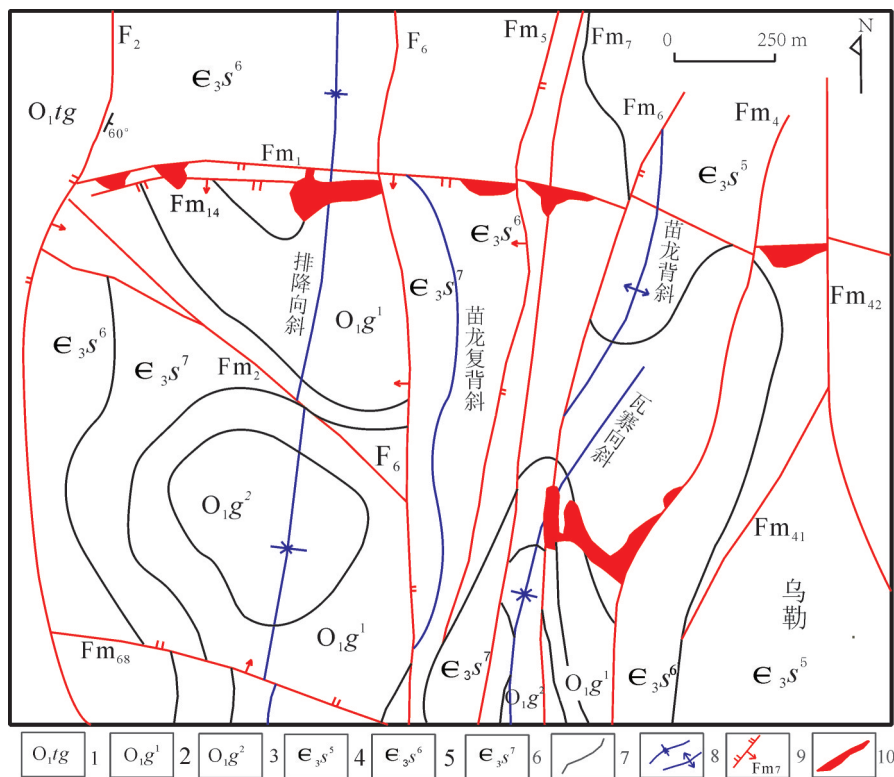 F₂
F₆
Fm₅
Fm₇
0 250 m
N
Є₃s⁶
O₁tg
60°
Fm₆
Fm₄
Fm₁
Є₃s⁵
Fm₁₄
Є₃s⁶
排降向斜
Є₃s⁷
苗龙复背斜
苗龙背斜
Fm₄₂
O₁g¹
Є₃s⁶
Є₃s⁷
Fm₂
瓦寨向斜
F₆
O₁g²
Fm₄₁
乌勒
O₁g¹
Fm₆₈
Є₃s⁷
O₁g²
O₁g¹
Є₃s⁶
Є₃s⁵
O₁tg 1 O₁g¹ 2 O₁g² 3 Є₃s⁵ 4 Є₃s⁶ 5 Є₃s⁷ 6 7 8 Fm₇ 9 10